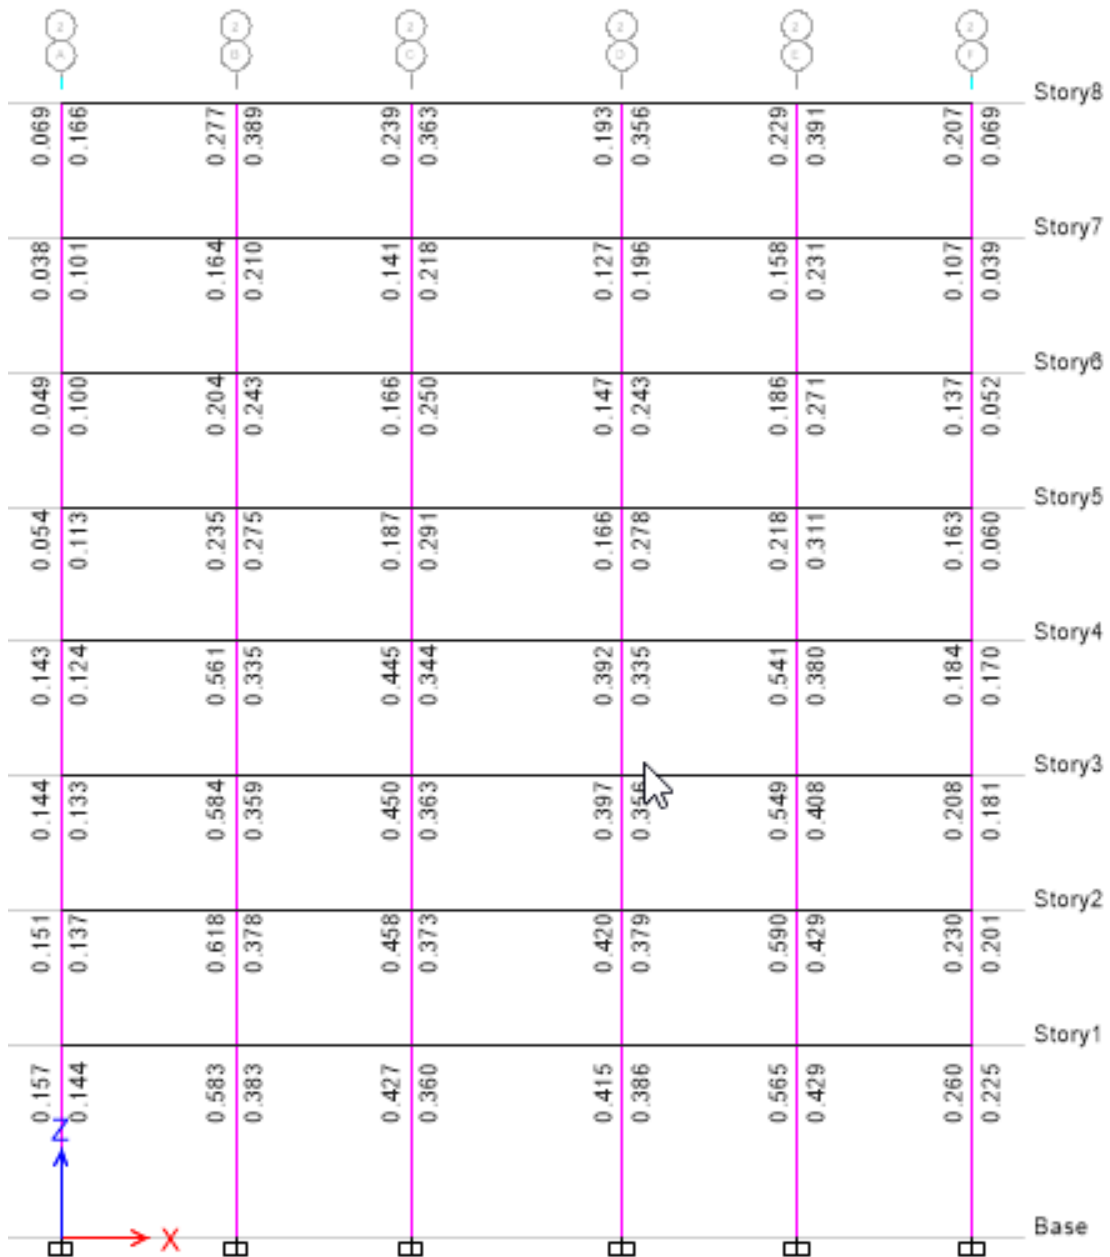 2 2 2 2 2 2
A B C D E F
Story8
0.069 0.166 0.277 0.389 0.239 0.363 0.193 0.356 0.229 0.391 0.207 0.069
Story7
0.038 0.101 0.164 0.210 0.141 0.218 0.127 0.196 0.158 0.231 0.107 0.039
Story6
0.049 0.100 0.204 0.243 0.166 0.250 0.147 0.243 0.186 0.271 0.137 0.052
Story5
0.054 0.113 0.235 0.275 0.187 0.291 0.166 0.278 0.218 0.311 0.163 0.060
Story4
0.143 0.124 0.561 0.335 0.445 0.344 0.392 0.335 0.541 0.380 0.184 0.170
Story3
0.144 0.133 0.584 0.359 0.450 0.363 0.397 0.549 0.408 0.208 0.181
Story2
0.151 0.137 0.618 0.378 0.458 0.373 0.420 0.379 0.590 0.429 0.230 0.201
Story1
0.157 0.144 0.583 0.383 0.427 0.360 0.415 0.386 0.565 0.429 0.260 0.225
Z
X
Base